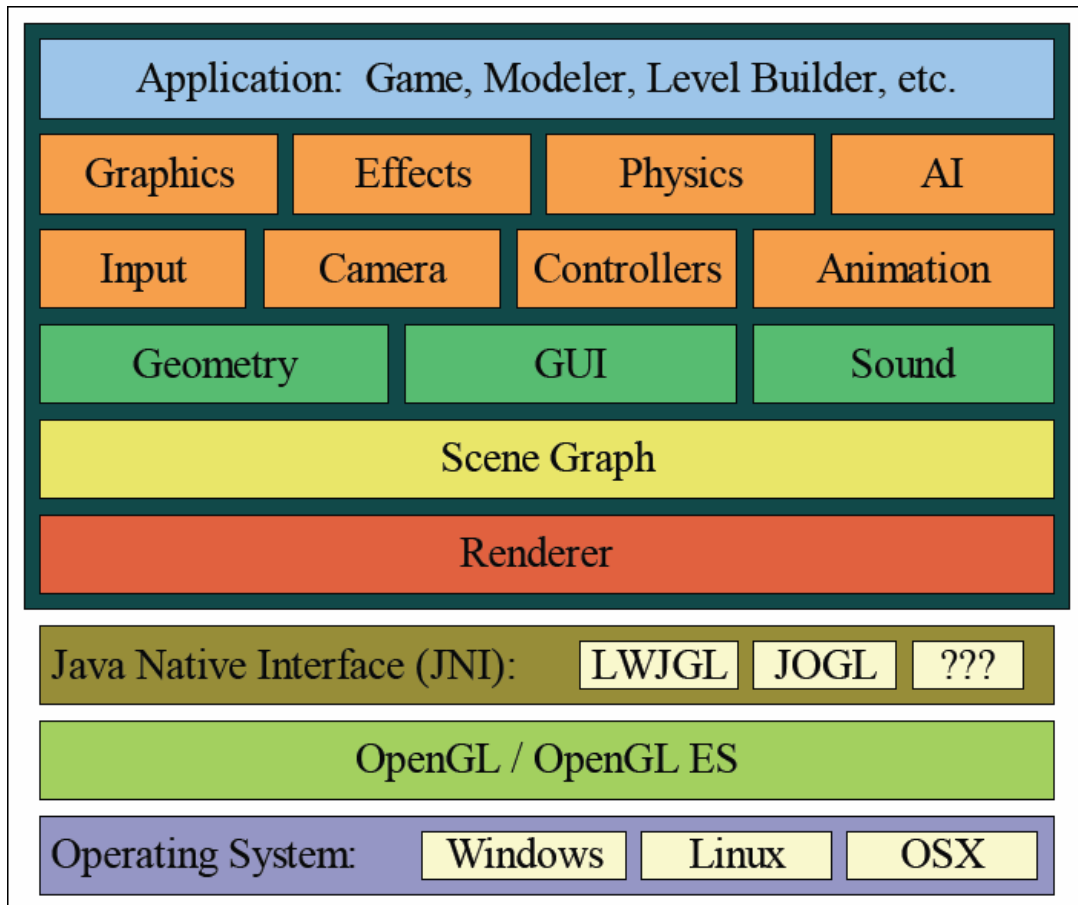 Application: Game, Modeler, Level Builder, etc.
Graphics Effects Physics AI
Input Camera Controllers Animation
Geometry GUI Sound
Scene Graph
Renderer
Java Native Interface (JNI): LWJGL JOGL ???
OpenGL / OpenGL ES
Operating System: Windows Linux OSX